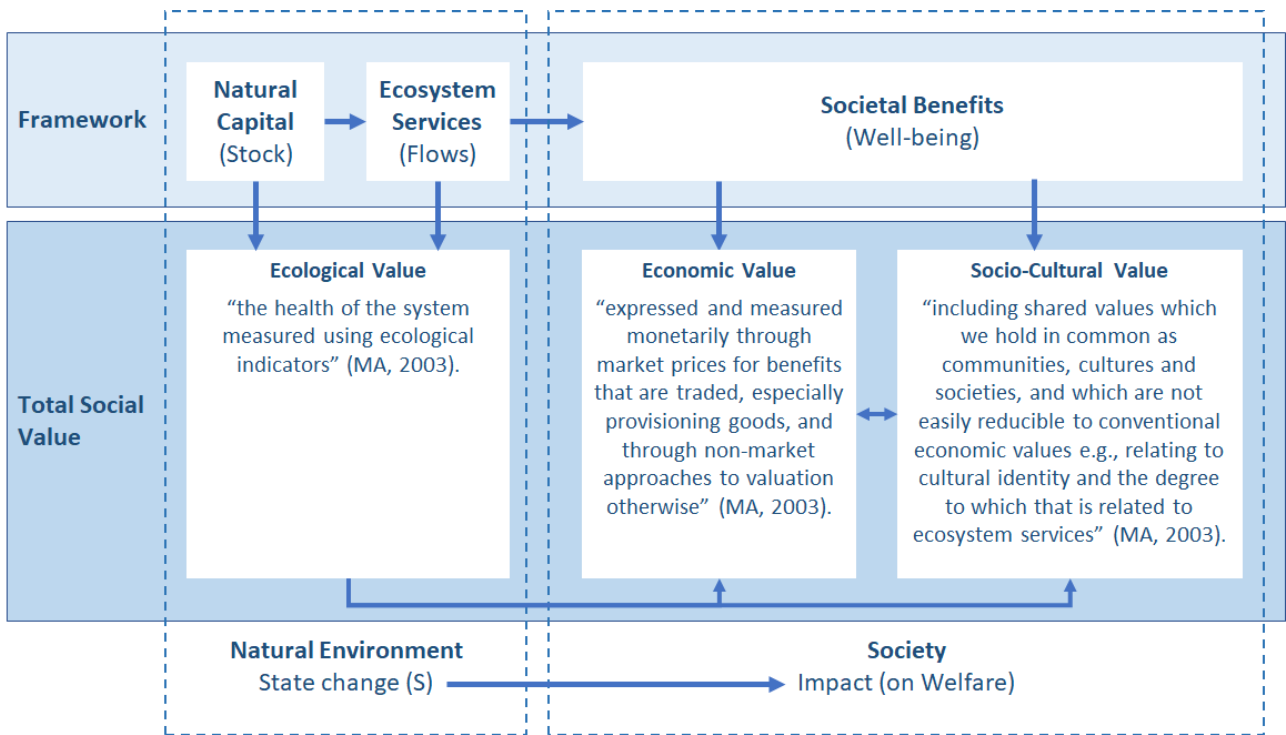 Framework
Natural
Capital
(Stock)
Ecosystem
Services
(Flows)
Societal Benefits
(Well-being)
Total Social
Value
Ecological Value
“the health of the system
measured using ecological
indicators” (MA, 2003).
Economic Value
“expressed and measured
monetarily through
market prices for benefits
that are traded, especially
provisioning goods, and
through non-market
approaches to valuation
otherwise” (MA, 2003).
Socio-Cultural Value
“including shared values which
we hold in common as
communities, cultures and
societies, and which are not
easily reducible to conventional
economic values e.g., relating to
cultural identity and the degree
to which that is related to
ecosystem services” (MA, 2003).
Natural Environment
State change (S)
Society
Impact (on Welfare)